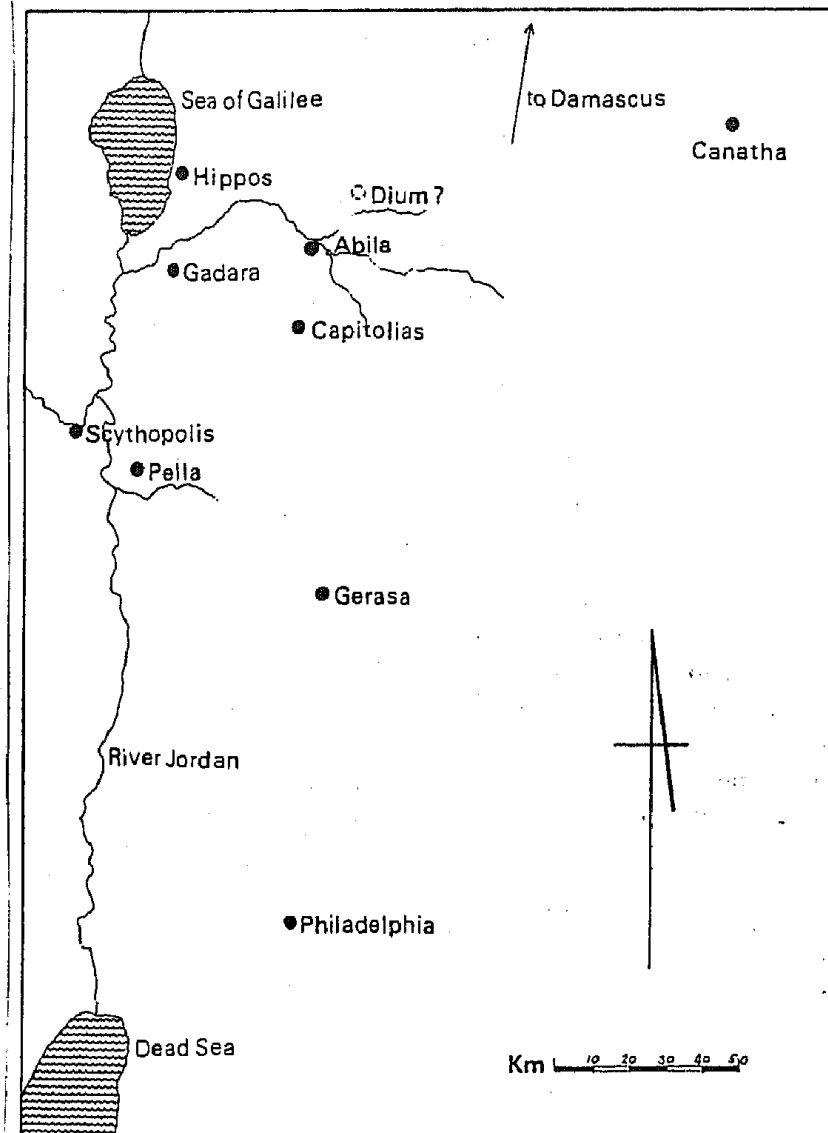 Sea of Galilee
to Damascus
Canatha
Hippos
Dium?
Abila
Gadara
Capitolias
Scythopolis
Pella
Gerasa
River Jordan
Philadelphia
Dead Sea
Km 10 20 30 40 50